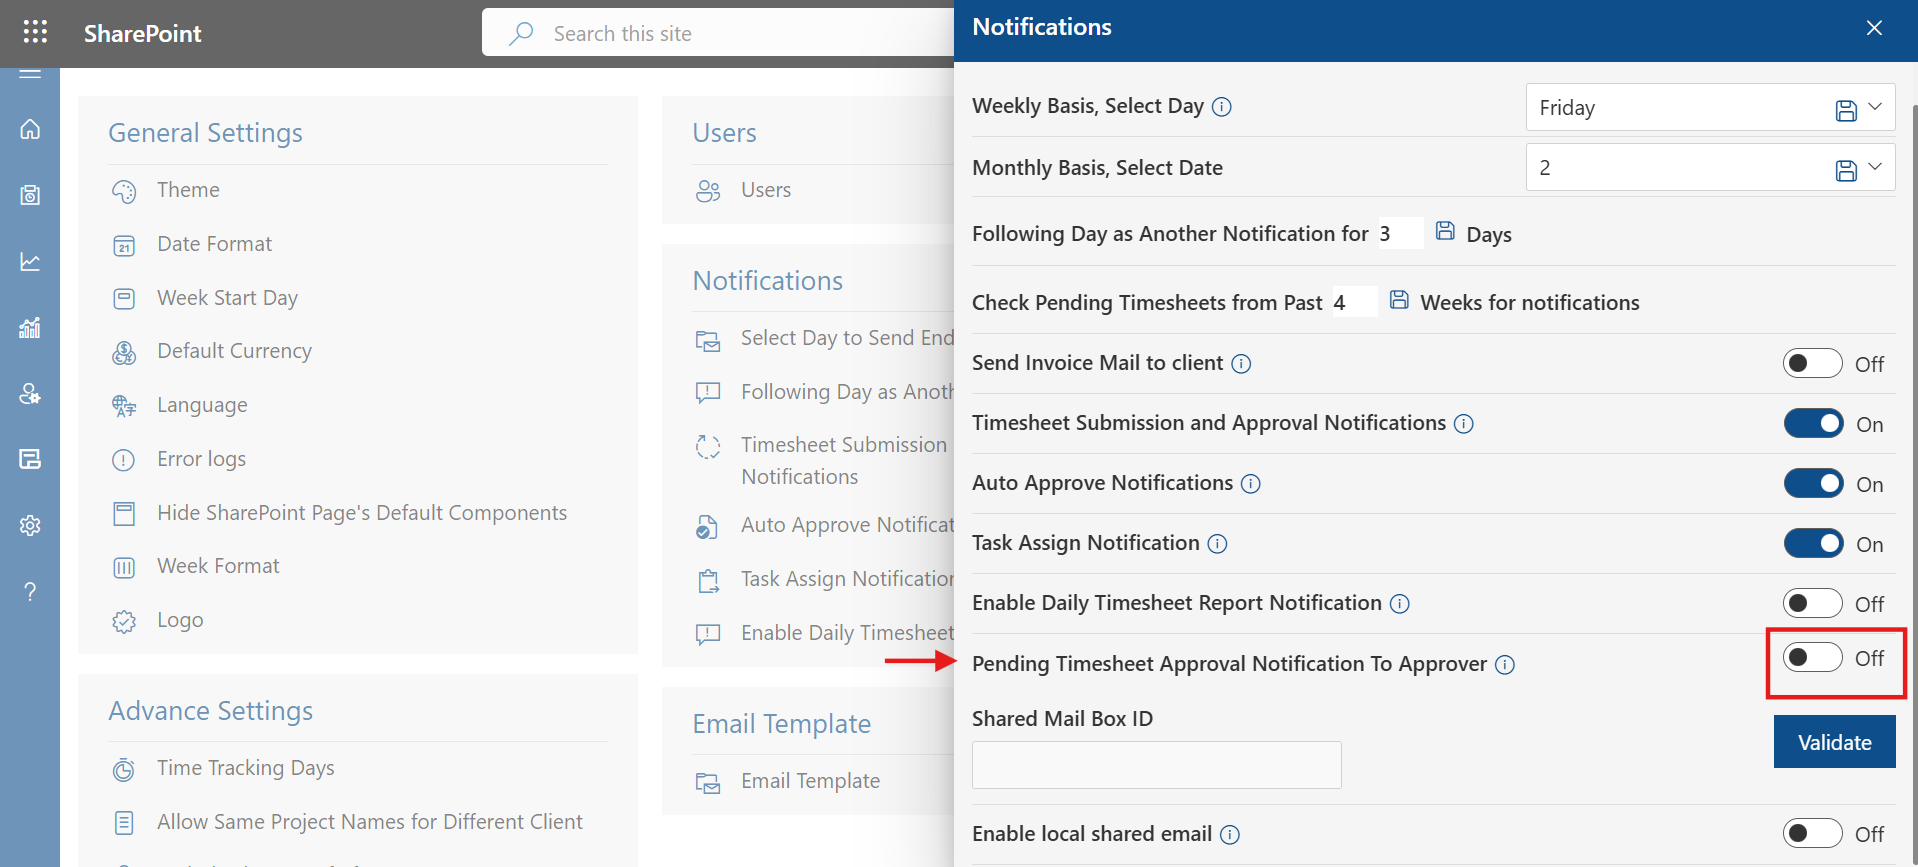 SharePoint
Search this site
General Settings
Theme
21
Date Format
Week Start Day
Default Currency
Language
Error logs
Hide SharePoint Page's Default Components
Week Format
Logo
Advance Settings
Time Tracking Days
Allow Same Project Names for Different Client
Users
Users
Notifications
Select Day to Send End
Following Day as Anoth
Timesheet Submission
Notifications
Auto Approve Notificat
Task Assign Notification
Enable Daily Timesheet
Email Template
Email Template
Notifications
Weekly Basis, Select Day
Friday
Monthly Basis, Select Date
2
Following Day as Another Notification for 3 Days
Check Pending Timesheets from Past 4 Weeks for notifications
Send Invoice Mail to client
Off
Timesheet Submission and Approval Notifications
On
Auto Approve Notifications
On
Task Assign Notification
On
Enable Daily Timesheet Report Notification
Off
Pending Timesheet Approval Notification To Approver
Off
Shared Mail Box ID
Validate
Enable local shared email
Off